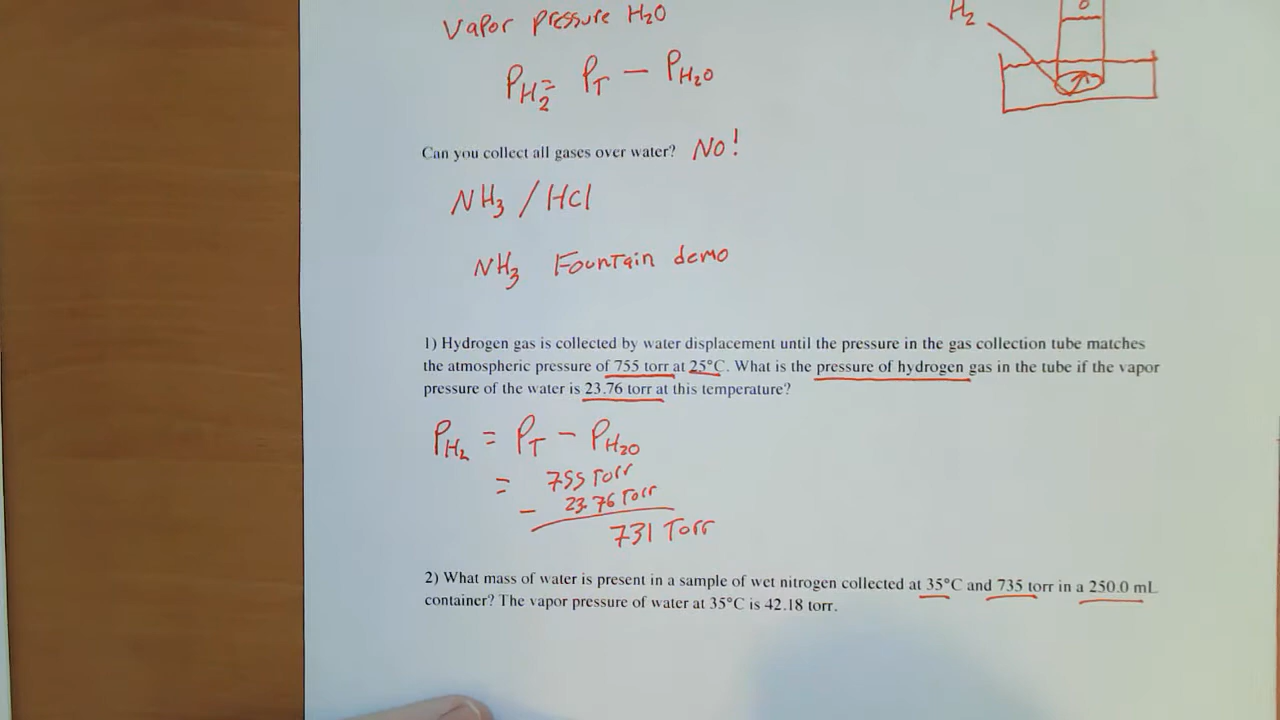 Vapor pressure H2O
H2
PH2 = PT - PH2O
Can you collect all gases over water? NO!
NH3 / HCl
NH3 Fountain demo
1) Hydrogen gas is collected by water displacement until the pressure in the gas collection tube matches
the atmospheric pressure of 755 torr at 25°C. What is the pressure of hydrogen gas in the tube if the vapor
pressure of the water is 23.76 torr at this temperature?
PH2 = PT - PH2O
= 755 Torr
- 23.76 Torr
731 Torr
2) What mass of water is present in a sample of wet nitrogen collected at 35°C and 735 torr in a 250.0 mL
container? The vapor pressure of water at 35°C is 42.18 torr.